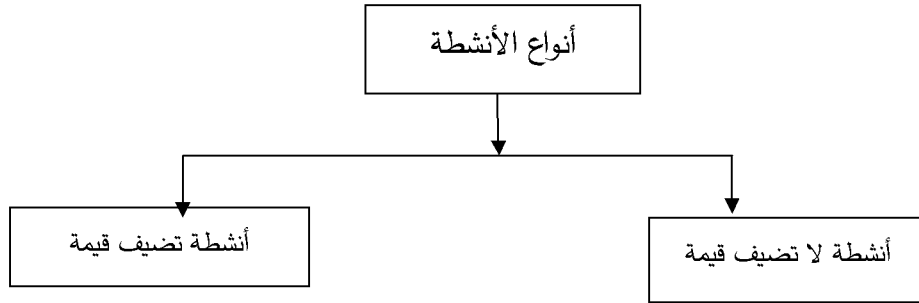 أنواع الأنشطة
أنشطة لا تضيف قيمة
أنشطة تضيف قيمة